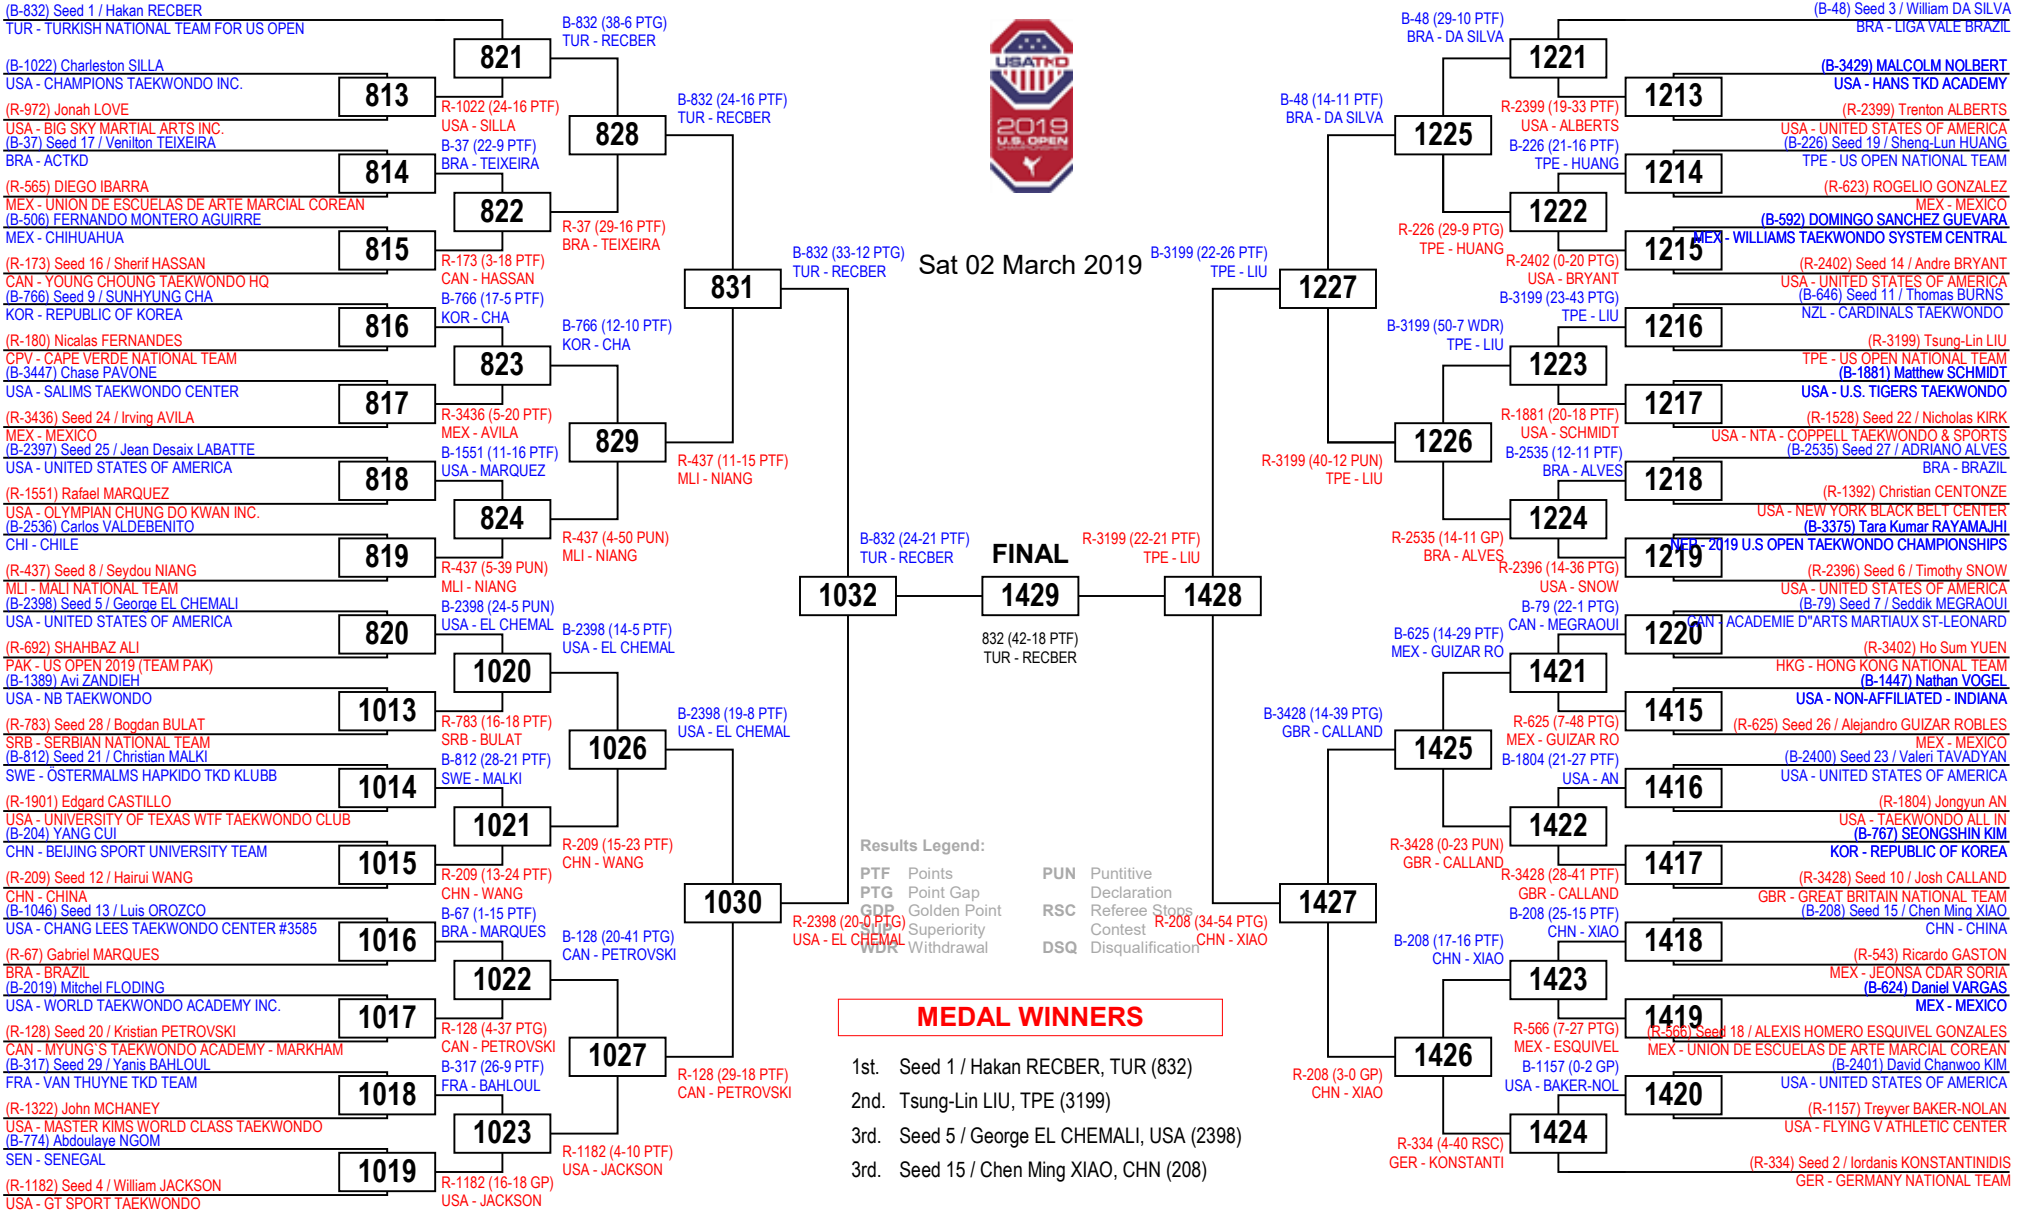 (B-832) Seed 1 / Hakan RECBER
TUR - TURKISH NATIONAL TEAM FOR US OPEN
(B-1022) Charleston SILLA
USA - CHAMPIONS TAEKWONDO INC.
(R-972) Jonah LOVE
USA - BIG SKY MARTIAL ARTS INC.
(B-37) Seed 17 / Venilton TEIXEIRA
BRA - ACTKD
(R-565) DIEGO IBARRA
MEX - UNION DE ESCUELAS DE ARTE MARCIAL COREAN
(B-506) FERNANDO MONTERO AGUIRRE
MEX - CHIHUAHUA
(R-173) Seed 16 / Sherif HASSAN
CAN - YOUNG CHOUNG TAEKWONDO HQ
(B-766) Seed 9 / SUNHYUNG CHA
KOR - REPUBLIC OF KOREA
(R-180) Nicalas FERNANDES
CPV - CAPE VERDE NATIONAL TEAM
(B-3447) Chase PAVONE
USA - SALIMS TAEKWONDO CENTER
(R-3436) Seed 24 / Irving AVILA
MEX - MEXICO
(B-2397) Seed 25 / Jean Desaix LABATTE
USA - UNITED STATES OF AMERICA
(R-1551) Rafael MARQUEZ
USA - OLYMPIAN CHUNG DO KWAN INC.
(B-2536) Carlos VALDEBENITO
CHI - CHILE
(R-437) Seed 8 / Seydou NIANG
MLI - MALI NATIONAL TEAM
(B-2398) Seed 5 / George EL CHEMALI
USA - UNITED STATES OF AMERICA
(R-692) SHAHBAZ ALI
PAK - US OPEN 2019 (TEAM PAK)
(B-1389) Avi ZANDIEH
USA - NB TAEKWONDO
(R-783) Seed 28 / Bogdan BULAT
SRB - SERBIAN NATIONAL TEAM
(B-812) Seed 21 / Christian MALKI
SWE - ÖSTERMALMS HAPKIDO TKD KLUBB
(R-1901) Edgard CASTILLO
USA - UNIVERSITY OF TEXAS WTF TAEKWONDO CLUB
(B-204) YANG CUI
CHN - BEIJING SPORT UNIVERSITY TEAM
(R-209) Seed 12 / Hairui WANG
CHN - CHINA
(B-1046) Seed 13 / Luis OROZCO
USA - CHANG LEES TAEKWONDO CENTER #3585
(R-67) Gabriel MARQUES
BRA - BRAZIL
(B-2019) Mitchel FLODING
USA - WORLD TAEKWONDO ACADEMY INC.
(R-128) Seed 20 / Kristian PETROVSKI
CAN - MYUNG`S TAEKWONDO ACADEMY - MARKHAM
(B-317) Seed 29 / Yanis BAHLOUL
FRA - VAN THUYNE TKD TEAM
(R-1322) John MCHANEY
USA - MASTER KIMS WORLD CLASS TAEKWONDO
(B-774) Abdoulaye NGOM
SEN - SENEGAL
(R-1182) Seed 4 / William JACKSON
USA - GT SPORT TAEKWONDO
813
814
815
816
817
818
819
820
1013
1014
1015
1016
1017
1018
1019
821
R-1022 (24-16 PTF)
USA - SILLA
B-37 (22-9 PTF)
BRA - TEIXEIRA
822
R-173 (3-18 PTF)
CAN - HASSAN
B-766 (17-5 PTF)
KOR - CHA
823
R-3436 (5-20 PTF)
MEX - AVILA
B-1551 (11-16 PTF)
USA - MARQUEZ
824
R-437 (5-39 PUN)
MLI - NIANG
B-2398 (24-5 PUN)
USA - EL CHEMAL
1020
R-783 (16-18 PTF)
SRB - BULAT
B-812 (28-21 PTF)
SWE - MALKI
1021
R-209 (13-24 PTF)
CHN - WANG
B-67 (1-15 PTF)
BRA - MARQUES
1022
R-128 (4-37 PTG)
CAN - PETROVSKI
B-317 (26-9 PTF)
FRA - BAHLOUL
1023
R-1182 (16-18 GP)
USA - JACKSON
B-832 (38-6 PTG)
TUR - RECBER
828
R-37 (29-16 PTF)
BRA - TEIXEIRA
B-766 (12-10 PTF)
KOR - CHA
829
R-437 (4-50 PUN)
MLI - NIANG
B-2398 (14-5 PTF)
USA - EL CHEMAL
1026
R-209 (15-23 PTF)
CHN - WANG
B-128 (20-41 PTG)
CAN - PETROVSKI
1027
R-1182 (4-10 PTF)
USA - JACKSON
B-832 (24-16 PTF)
TUR - RECBER
831
R-437 (11-15 PTF)
MLI - NIANG
B-2398 (19-8 PTF)
USA - EL CHEMAL
1030
R-128 (29-18 PTF)
CAN - PETROVSKI
B-832 (33-12 PTG)
TUR - RECBER
1032
R-2398 (20-0 PTG)
USA - EL CHEMAL
USATKD
2019
U.S. OPEN
CHAMPIONSHIPS
Sat 02 March 2019
B-832 (24-21 PTF)
TUR - RECBER
FINAL
1429
832 (42-18 PTF)
TUR - RECBER
R-3199 (22-21 PTF)
TPE - LIU
Results Legend:
PTF Points
PTG Point Gap
GDP Golden Point
SUP Superiority
WDR Withdrawal
PUN Puntitive
Declaration
RSC Referee Stops
Contest
DSQ Disqualification
MEDAL WINNERS
1st. Seed 1 / Hakan RECBER, TUR (832)
2nd. Tsung-Lin LIU, TPE (3199)
3rd. Seed 5 / George EL CHEMALI, USA (2398)
3rd. Seed 15 / Chen Ming XIAO, CHN (208)
B-3199 (22-26 PTF)
TPE - LIU
1428
R-208 (34-54 PTG)
CHN - XIAO
B-48 (14-11 PTF)
BRA - DA SILVA
1227
R-3199 (40-12 PUN)
TPE - LIU
B-3428 (14-39 PTG)
GBR - CALLAND
1427
R-208 (3-0 GP)
CHN - XIAO
B-48 (29-10 PTF)
BRA - DA SILVA
1225
R-226 (29-9 PTG)
TPE - HUANG
B-3199 (50-7 WDR)
TPE - LIU
1226
R-2535 (14-11 GP)
BRA - ALVES
B-625 (14-29 PTF)
MEX - GUIZAR RO
1425
R-3428 (0-23 PUN)
GBR - CALLAND
B-208 (17-16 PTF)
CHN - XIAO
1426
R-334 (4-40 RSC)
GER - KONSTANTI
1221
R-2399 (19-33 PTF)
USA - ALBERTS
B-226 (21-16 PTF)
TPE - HUANG
1222
R-2402 (0-20 PTG)
USA - BRYANT
B-3199 (23-43 PTG)
TPE - LIU
1223
R-1881 (20-18 PTF)
USA - SCHMIDT
B-2535 (12-11 PTF)
BRA - ALVES
1224
R-2396 (14-36 PTG)
USA - SNOW
B-79 (22-1 PTG)
CAN - MEGRAOUI
1421
R-625 (7-48 PTG)
MEX - GUIZAR RO
B-1804 (21-27 PTF)
USA - AN
1422
R-3428 (28-41 PTF)
GBR - CALLAND
B-208 (25-15 PTF)
CHN - XIAO
1423
R-566 (7-27 PTG)
MEX - ESQUIVEL
B-1157 (0-2 GP)
USA - BAKER-NOL
1424
1213
1214
1215
1216
1217
1218
1219
1220
1415
1416
1417
1418
1419
1420
(B-48) Seed 3 / William DA SILVA
BRA - LIGA VALE BRAZIL
(B-3429) MALCOLM NOLBERT
USA - HANS TKD ACADEMY
(R-2399) Trenton ALBERTS
USA - UNITED STATES OF AMERICA
(B-226) Seed 19 / Sheng-Lun HUANG
TPE - US OPEN NATIONAL TEAM
(R-623) ROGELIO GONZALEZ
MEX - MEXICO
(B-592) DOMINGO SANCHEZ GUEVARA
MEX - WILLIAMS TAEKWONDO SYSTEM CENTRAL
(R-2402) Seed 14 / Andre BRYANT
USA - UNITED STATES OF AMERICA
(B-646) Seed 11 / Thomas BURNS
NZL - CARDINALS TAEKWONDO
(R-3199) Tsung-Lin LIU
TPE - US OPEN NATIONAL TEAM
(B-1881) Matthew SCHMIDT
USA - U.S. TIGERS TAEKWONDO
(R-1528) Seed 22 / Nicholas KIRK
USA - NTA - COPPELL TAEKWONDO & SPORTS
(B-2535) Seed 27 / ADRIANO ALVES
BRA - BRAZIL
(R-1392) Christian CENTONZE
USA - NEW YORK BLACK BELT CENTER
(B-3375) Tara Kumar RAYAMAJHI
NEP - 2019 U.S OPEN TAEKWONDO CHAMPIONSHIPS
(R-2396) Seed 6 / Timothy SNOW
USA - UNITED STATES OF AMERICA
(B-79) Seed 7 / Seddik MEGRAOUI
CAN - ACADEMIE D"ARTS MARTIAUX ST-LEONARD
(R-3402) Ho Sum YUEN
HKG - HONG KONG NATIONAL TEAM
(B-1447) Nathan VOGEL
USA - NON-AFFILIATED - INDIANA
(R-625) Seed 26 / Alejandro GUIZAR ROBLES
MEX - MEXICO
(B-2400) Seed 23 / Valeri TAVADYAN
USA - UNITED STATES OF AMERICA
(R-1804) Jongyun AN
USA - TAEKWONDO ALL IN
(B-767) SEONGSHIN KIM
KOR - REPUBLIC OF KOREA
(R-3428) Seed 10 / Josh CALLAND
GBR - GREAT BRITAIN NATIONAL TEAM
(B-208) Seed 15 / Chen Ming XIAO
CHN - CHINA
(R-543) Ricardo GASTON
MEX - JEONSA CDAR SORIA
(B-624) Daniel VARGAS
MEX - MEXICO
(R-566) Seed 18 / ALEXIS HOMERO ESQUIVEL GONZALES
MEX - UNION DE ESCUELAS DE ARTE MARCIAL COREAN
(B-2401) David Chanwoo KIM
USA - UNITED STATES OF AMERICA
(R-1157) Treyver BAKER-NOLAN
USA - FLYING V ATHLETIC CENTER
(R-334) Seed 2 / Iordanis KONSTANTINIDIS
GER - GERMANY NATIONAL TEAM